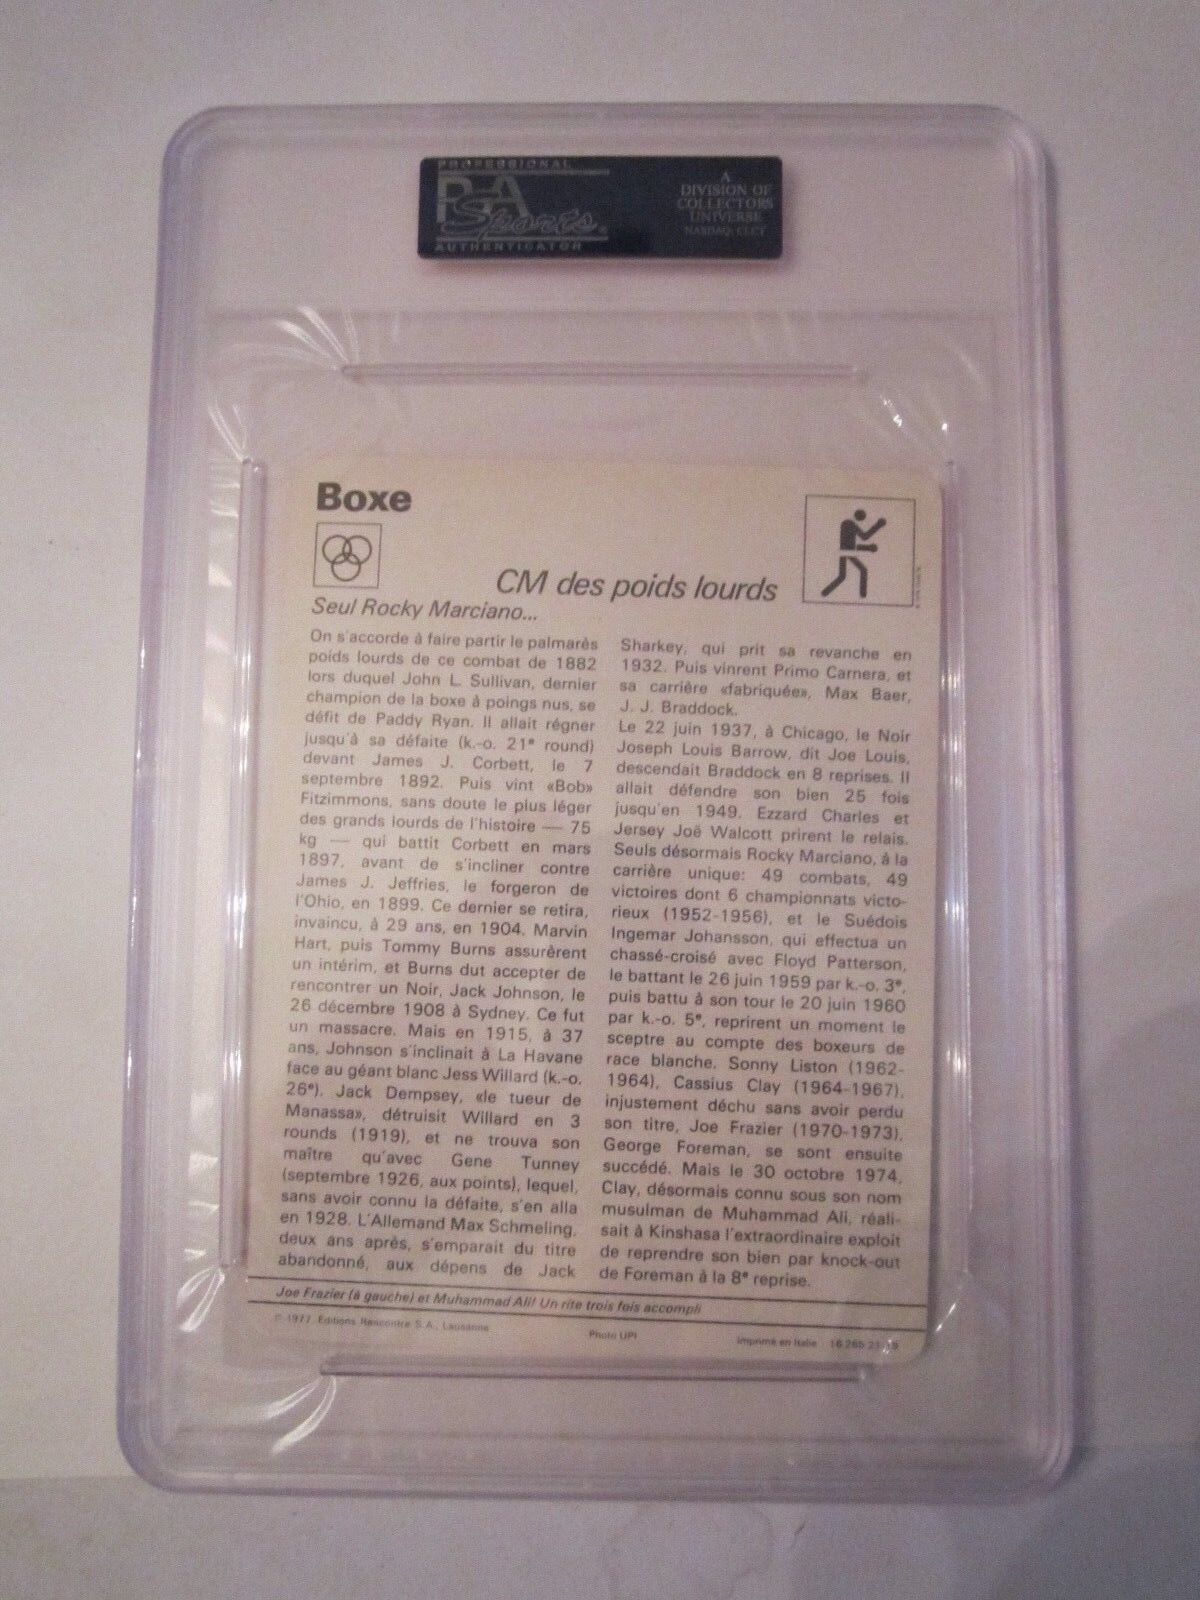 PROFESSIONAL
PSA
Sports
AUTHENTICATOR
A
DIVISION OF
COLLECTORS
UNIVERSE
NASDAQ: CLCT
Boxe
CM des poids lourds
Seul Rocky Marciano...
On s'accorde à faire partir le palmarès
poids lourds de ce combat de 1882
lors duquel John L. Sullivan, dernier
champion de la boxe à poings nus, se
défit de Paddy Ryan. Il allait régner
jusqu'à sa défaite (k.-o. 21e round)
devant James J. Corbett, le 7
septembre 1892. Puis vint «Bob»
Fitzimmons, sans doute le plus léger
des grands lourds de l'histoire — 75
kg — qui battit Corbett en mars
1897, avant de s'incliner contre
James J. Jeffries, le forgeron de
l'Ohio, en 1899. Ce dernier se retira,
invaincu, à 29 ans, en 1904. Marvin
Hart, puis Tommy Burns assurèrent
un intérim, et Burns dut accepter de
rencontrer un Noir, Jack Johnson, le
26 décembre 1908 à Sydney. Ce fut
un massacre. Mais en 1915, à 37
ans, Johnson s'inclinait à La Havane
face au géant blanc Jess Willard (k.-o.
26e). Jack Dempsey, «le tueur de
Manassa», détruisit Willard en 3
rounds (1919), et ne trouva son
maître qu'avec Gene Tunney
(septembre 1926, aux points), lequel,
sans avoir connu la défaite, s'en alla
en 1928. L'Allemand Max Schmeling,
deux ans après, s'emparait du titre
abandonné, aux dépens de Jack
Sharkey, qui prit sa revanche en
1932. Puis vinrent Primo Carnera, et
sa carrière «fabriquée», Max Baer,
J. J. Braddock.
Le 22 juin 1937, à Chicago, le Noir
Joseph Louis Barrow, dit Joe Louis,
descendait Braddock en 8 reprises. Il
allait défendre son bien 25 fois
jusqu'en 1949. Ezzard Charles et
Jersey Joë Walcott prirent le relais.
Seuls désormais Rocky Marciano, à la
carrière unique: 49 combats, 49
victoires dont 6 championnats victo-
rieux (1952-1956), et le Suédois
Ingemar Johansson, qui effectua un
chassé-croisé avec Floyd Patterson,
le battant le 26 juin 1959 par k.-o. 3e,
puis battu à son tour le 20 juin 1960
par k.-o. 5e, reprirent un moment le
sceptre au compte des boxeurs de
race blanche. Sonny Liston (1962-
1964), Cassius Clay (1964-1967),
injustement déchu sans avoir perdu
son titre, Joe Frazier (1970-1973),
George Foreman, se sont ensuite
succédé. Mais le 30 octobre 1974,
Clay, désormais connu sous son nom
musulman de Muhammad Ali, réali-
sait à Kinshasa l'extraordinaire exploit
de reprendre son bien par knock-out
de Foreman à la 8e reprise.
Joe Frazier (à gauche) et Muhammad Ali! Un rite trois fois accompli
© 1977 Editions Rencontre S.A., Lausanne
Photo UPI
Imprimé en Italie